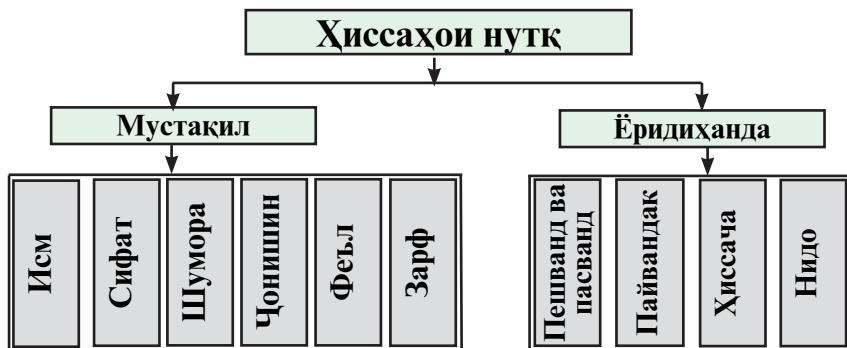 Ҳиссаҳои нутқ
Мустақил
Ёридиҳанда
Исм
Сифат
Шумора
Ҷонишин
Феъл
Зарф
Пешванд ва
пасванд
Пайвандак
Ҳиссача
Нидо